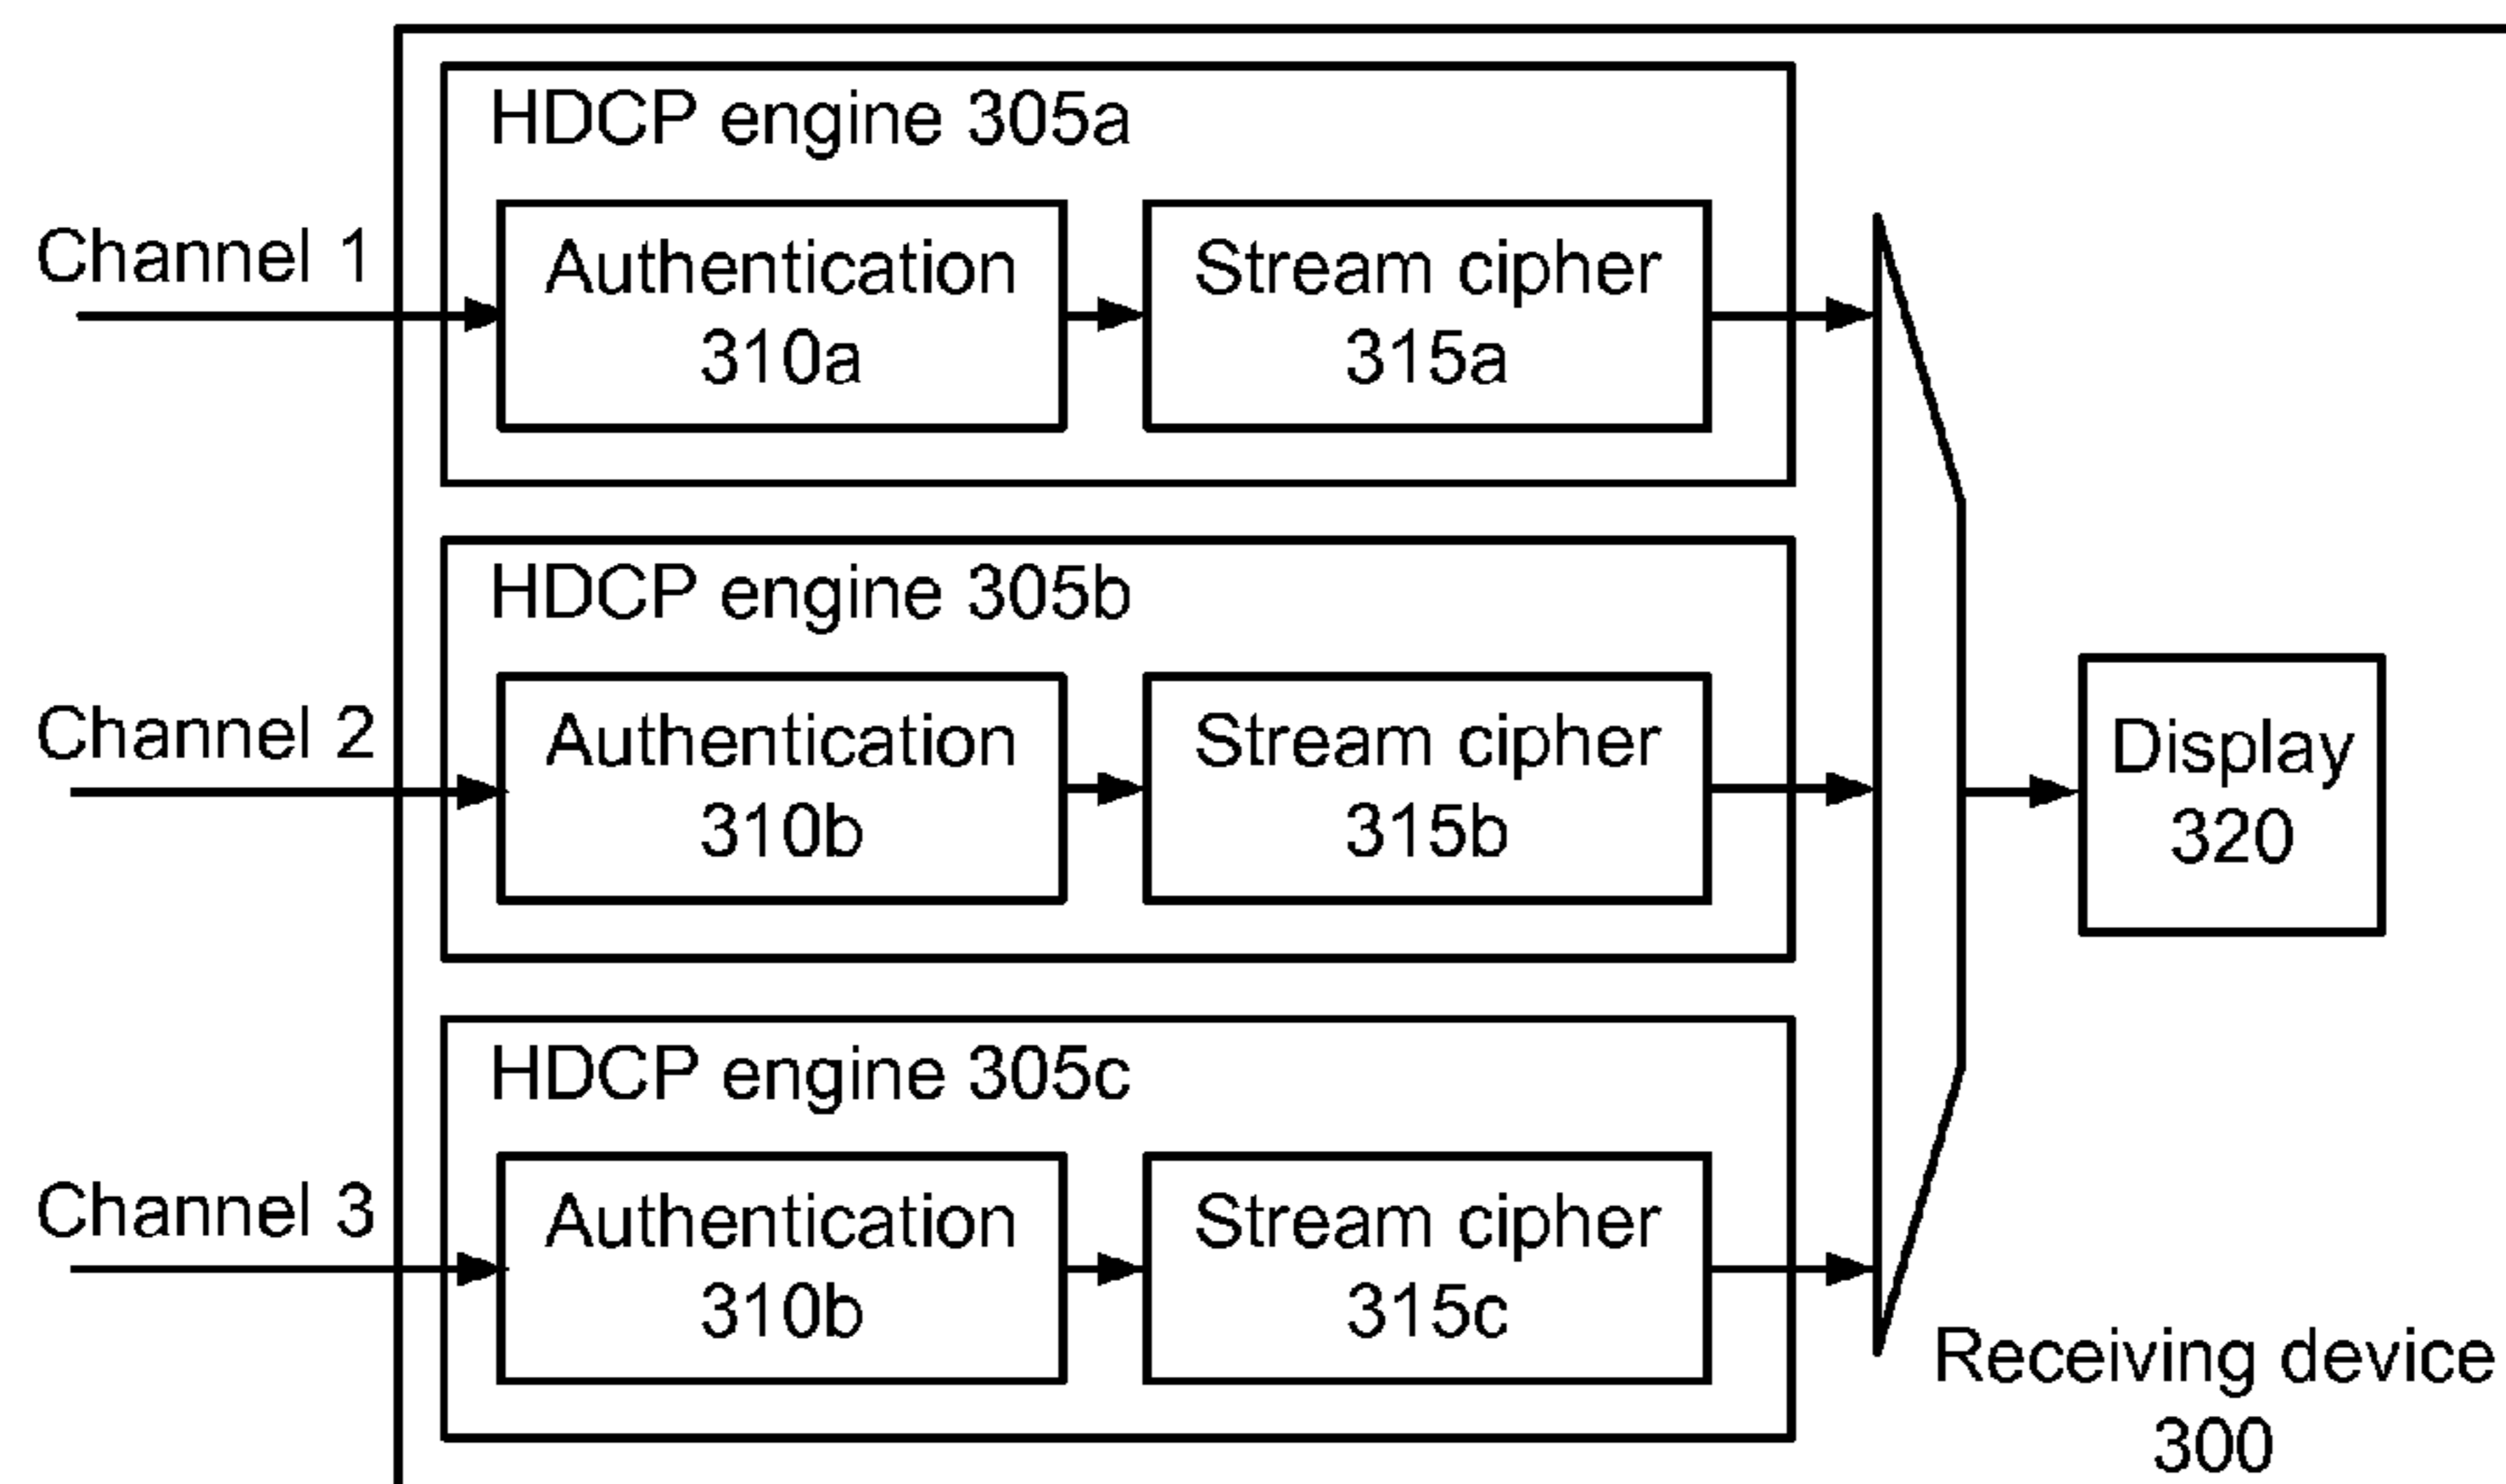 HDCP engine 305a
Channel 1
Authentication
310a
Stream cipher
315a
HDCP engine 305b
Channel 2
Authentication
310b
Stream cipher
315b
Display
320
HDCP engine 305c
Channel 3
Authentication
310b
Stream cipher
315c
Receiving device
300